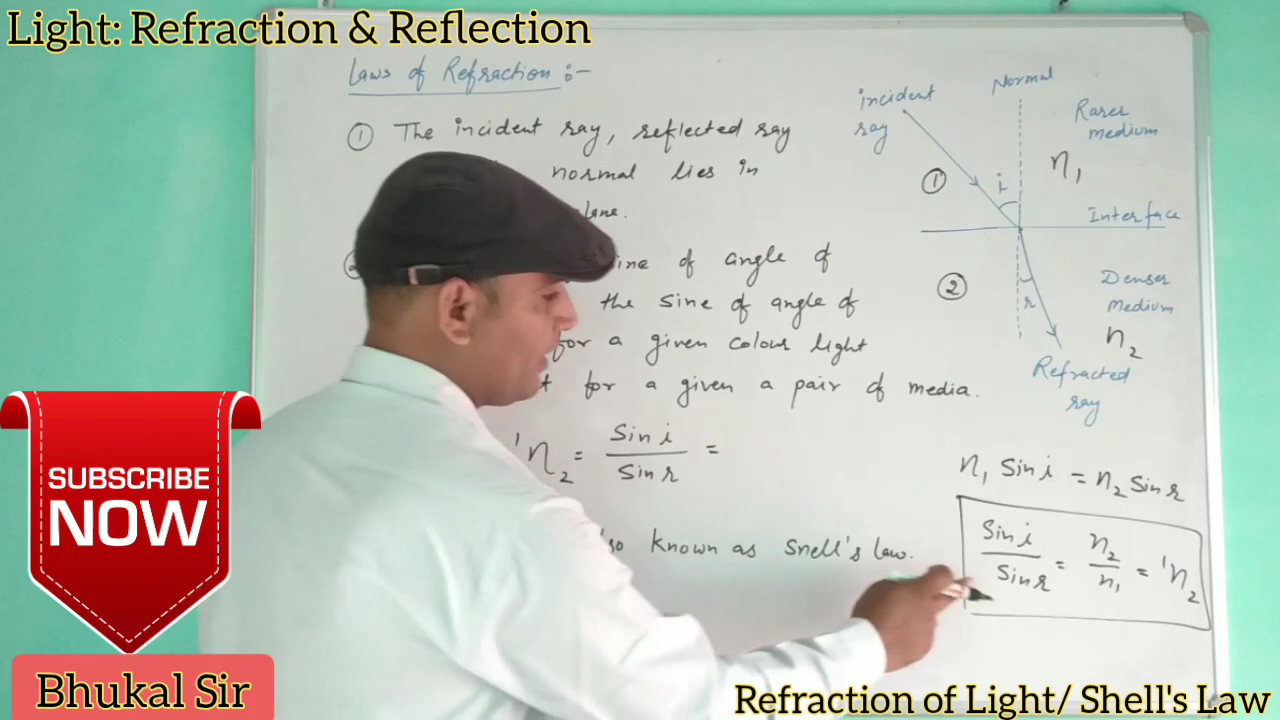 Light: Refraction & Reflection
Laws of Refraction :-
① The incident ray, reflected ray
normal lies in
plane.
sine of angle of
the sine of angle of
for a given colour light
for a given a pair of media.
¹n₂ = Sin i / Sin r =
also known as Snell's law.
incident ray
Normal
Rarer medium
n₁
①
i
Interface
②
Denser medium
r
n₂
Refracted ray
n₁ Sin i = n₂ Sin r
Sin i / Sin r = n₂ / n₁ = ¹n₂
SUBSCRIBE
NOW
Bhukal Sir
Refraction of Light/ Shell's Law